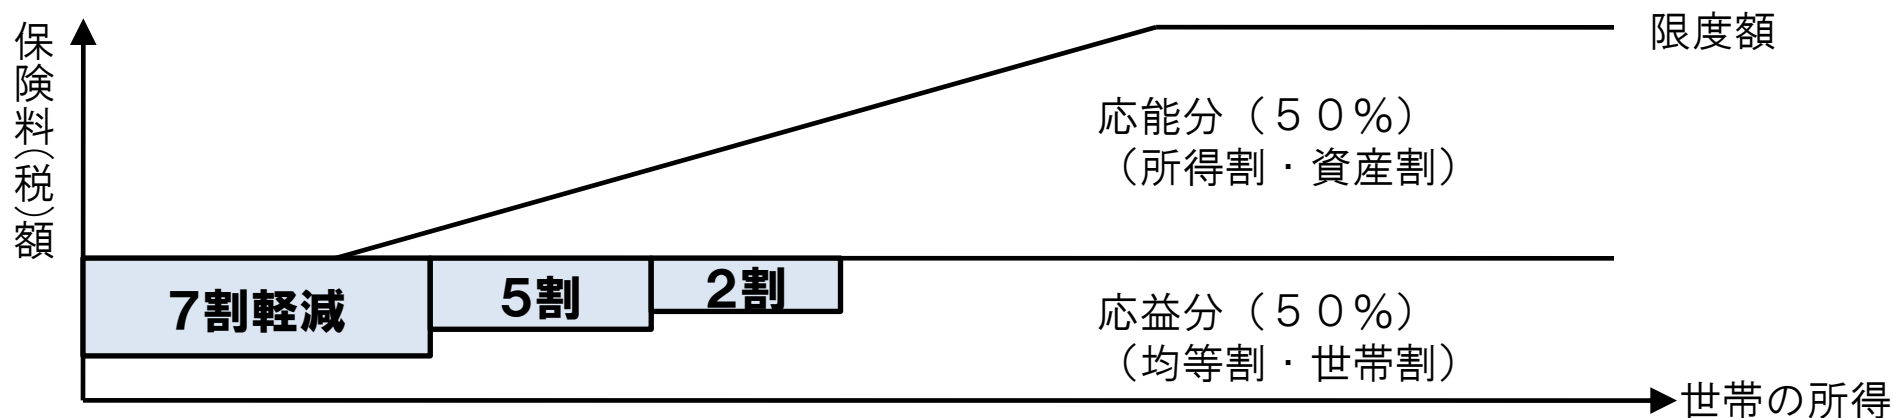 保険料(税)額
限度額
応能分（５０％）
（所得割・資産割）
7割軽減
5割
2割
応益分（５０％）
（均等割・世帯割）
世帯の所得